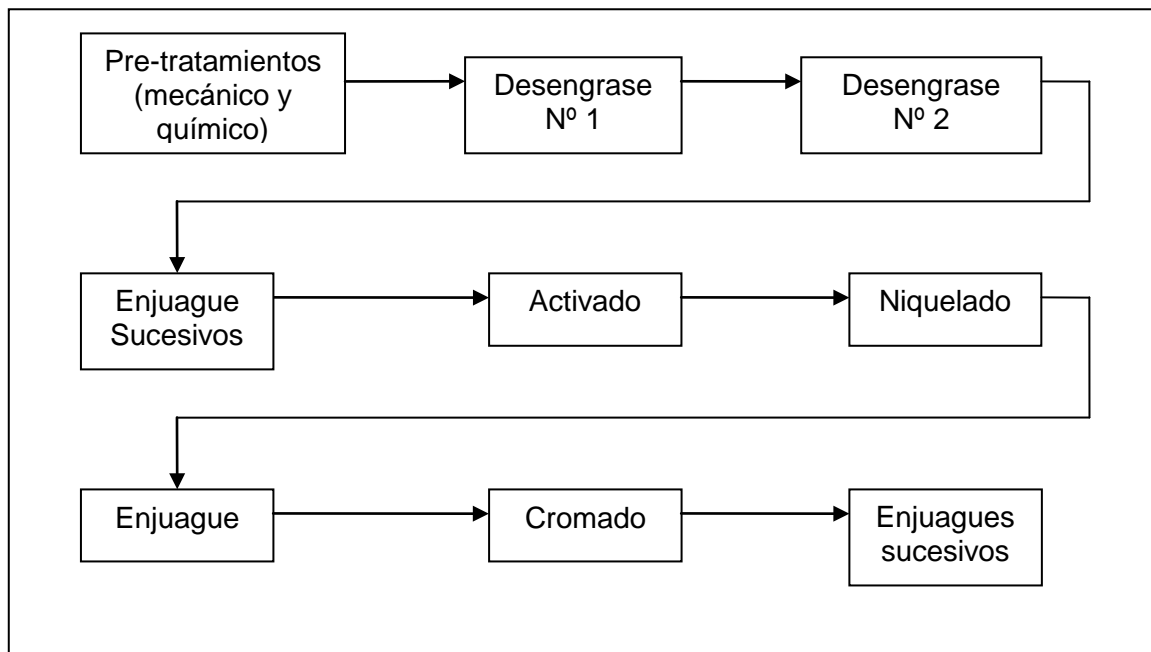 Pre-tratamientos
(mecánico y
químico)
Desengrase
Nº 1
Desengrase
Nº 2
Enjuague
Sucesivos
Activado
Niquelado
Enjuague
Cromado
Enjuagues
sucesivos